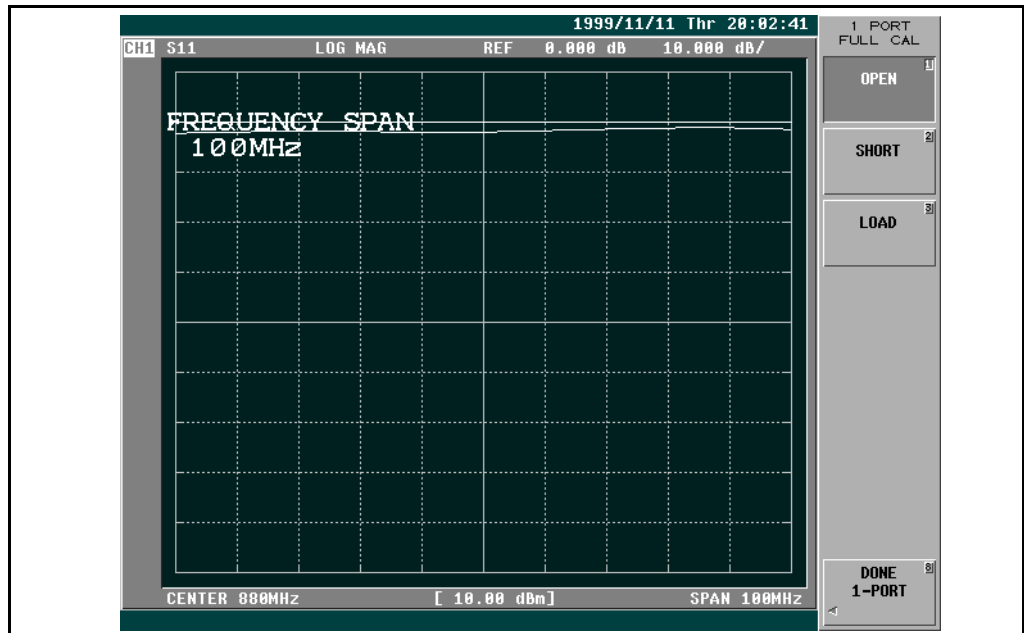 1999/11/11 Thr 20:02:41
CH1 S11 LOG MAG REF 0.000 dB 10.000 dB/
FREQUENCY SPAN
100MHz
CENTER 880MHz [ 10.00 dBm] SPAN 100MHz
1 PORT
FULL CAL
OPEN 1
SHORT 2
LOAD 3
DONE 8
1-PORT